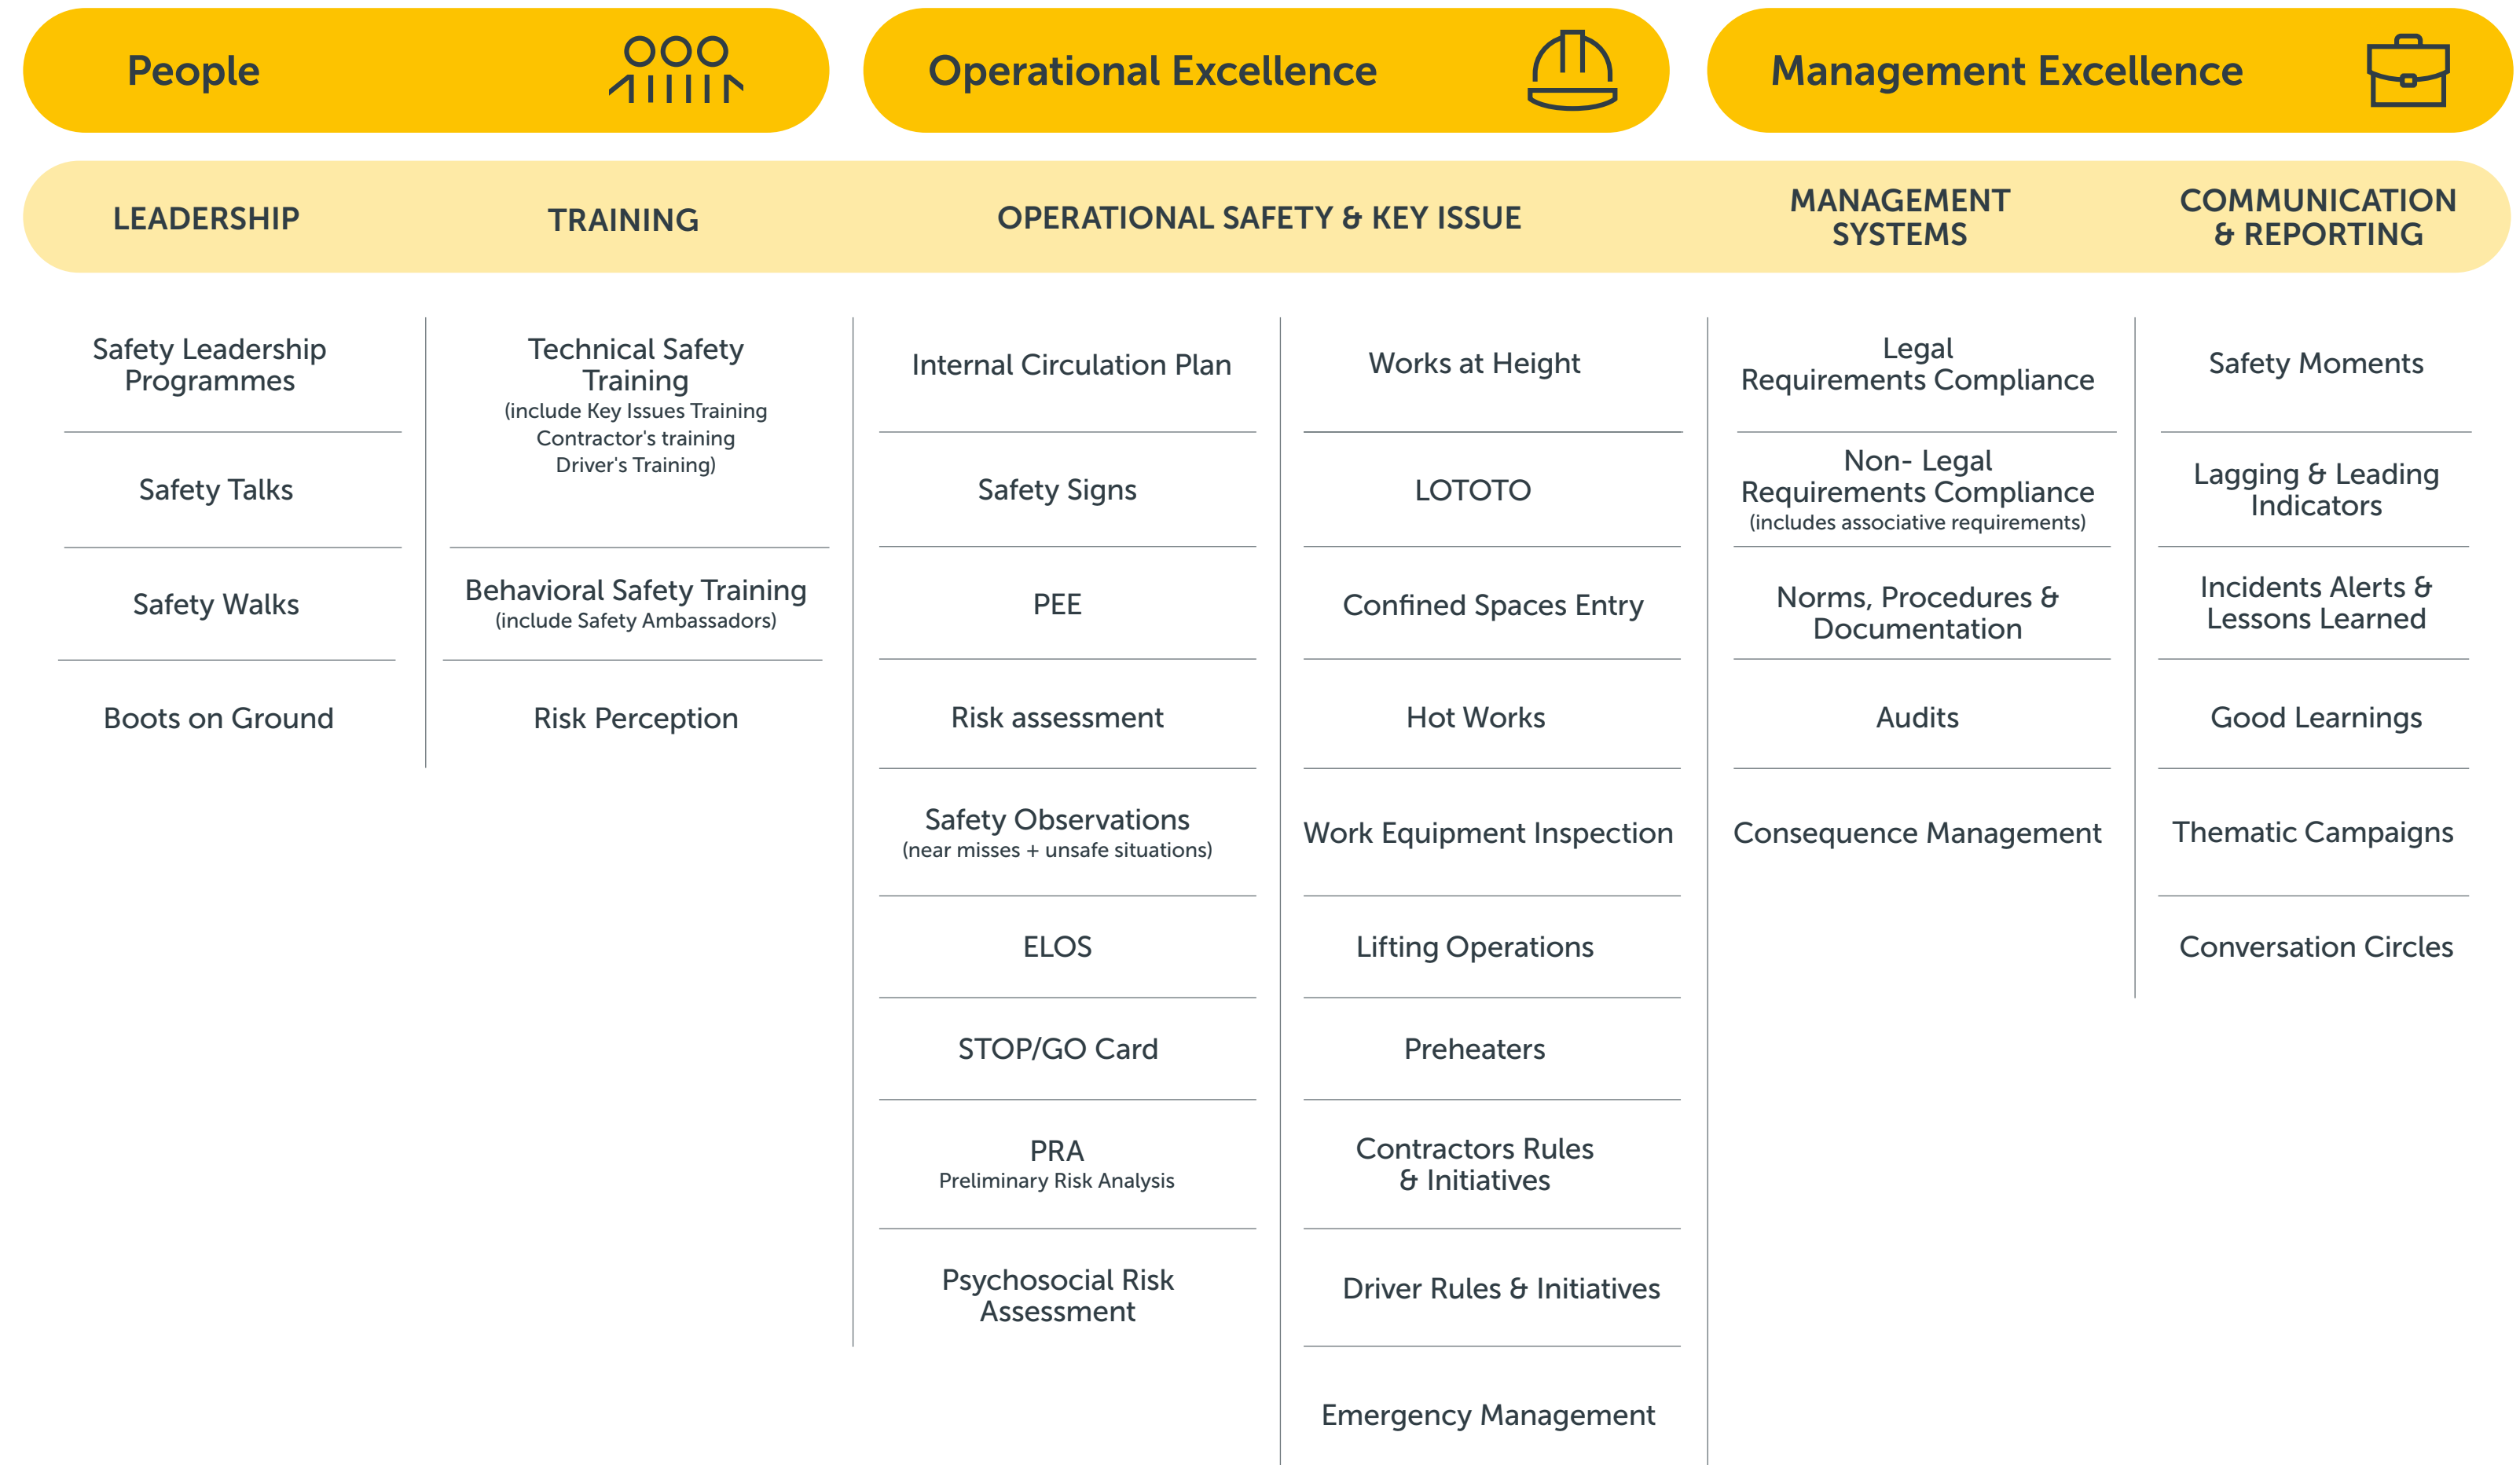 People
Operational Excellence
Management Excellence
LEADERSHIP
TRAINING
OPERATIONAL SAFETY & KEY ISSUE
MANAGEMENT
SYSTEMS
COMMUNICATION
& REPORTING
Safety Leadership
Programmes
Safety Talks
Safety Walks
Boots on Ground
Technical Safety
Training
(include Key Issues Training
Contractor's training
Driver's Training)
Behavioral Safety Training
(include Safety Ambassadors)
Risk Perception
Internal Circulation Plan
Safety Signs
PEE
Risk assessment
Safety Observations
(near misses + unsafe situations)
ELOS
STOP/GO Card
PRA
Preliminary Risk Analysis
Psychosocial Risk
Assessment
Works at Height
LOTOTO
Confined Spaces Entry
Hot Works
Work Equipment Inspection
Lifting Operations
Preheaters
Contractors Rules
& Initiatives
Driver Rules & Initiatives
Emergency Management
Legal
Requirements Compliance
Non- Legal
Requirements Compliance
(includes associative requirements)
Norms, Procedures &
Documentation
Audits
Consequence Management
Safety Moments
Lagging & Leading
Indicators
Incidents Alerts &
Lessons Learned
Good Learnings
Thematic Campaigns
Conversation Circles